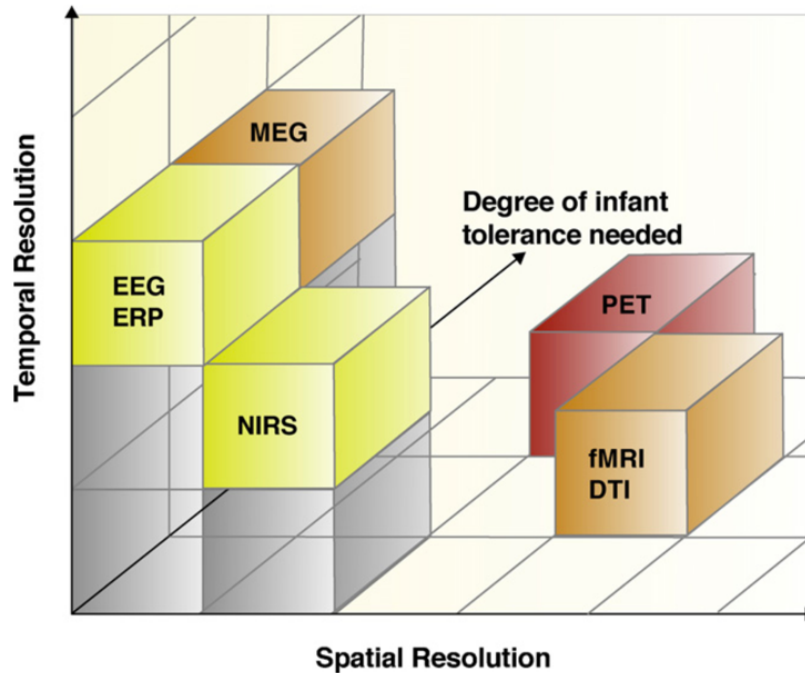 MEG
Degree of infant
tolerance needed
EEG
ERP
PET
NIRS
fMRI
DTI
Temporal Resolution
Spatial Resolution